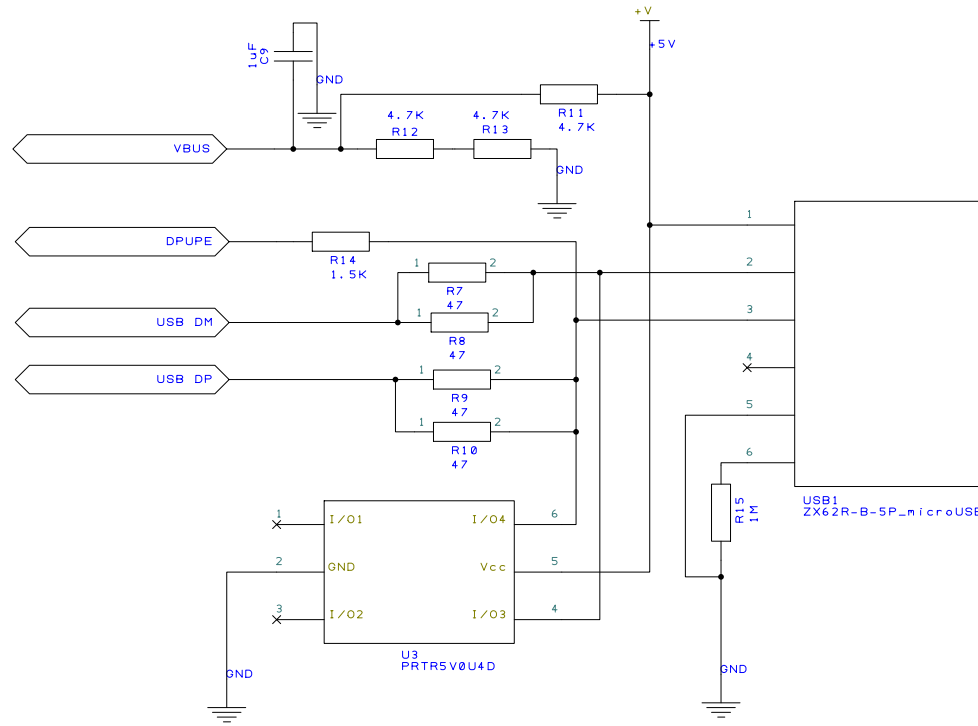 +V
+5V
1uF
C9
GND
R11
4.7K
4.7K
R12
4.7K
R13
VBUS
GND
DPUPE
R14
1.5K
1
2
R7
47
USB DM
1
2
R8
47
USB DP
1
2
R9
47
1
2
R10
47
1
2
3
4
5
6
R15
1M
USB1
ZX62R-B-5P_microUSB
1
I/O1
I/O4
6
2
GND
Vcc
5
3
I/O2
I/O3
4
U3
PRTR5V0U4D
GND
GND